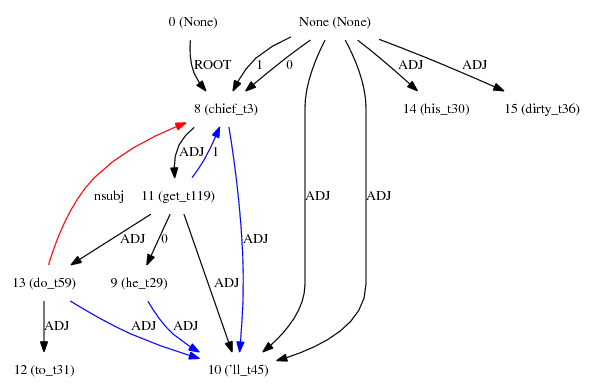 0 (None) None (None)
ROOT 1 0 ADJ ADJ
8 (chief_t3) 14 (his_t30) 15 (dirty_t36)
ADJ 1
nsubj 11 (get_t119) ADJ ADJ
ADJ 0 ADJ
13 (do_t59) 9 (he_t29) ADJ
ADJ ADJ ADJ
12 (to_t31) 10 (`ll_t45)